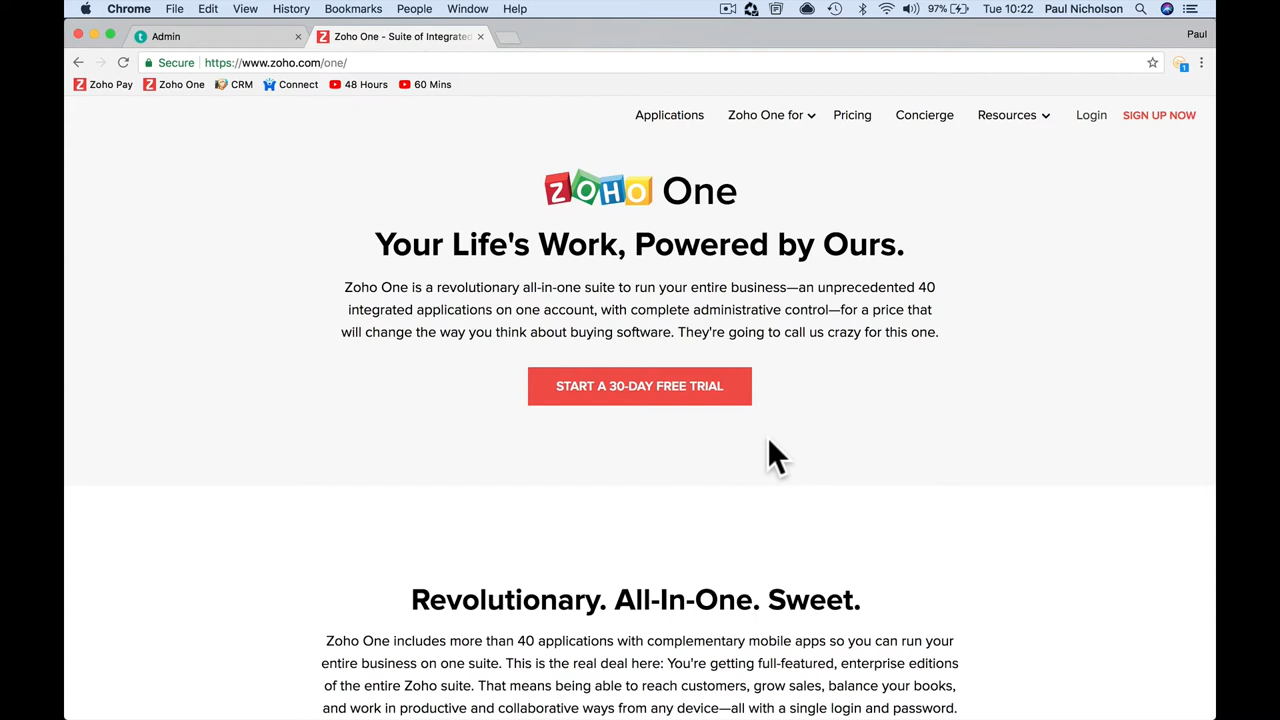 Chrome File Edit View History Bookmarks People Window Help 97% Tue 10:22 Paul Nicholson
Admin Zoho One - Suite of Integrated Paul
Secure https://www.zoho.com/one/
Zoho Pay Zoho One CRM Connect 48 Hours 60 Mins
Applications Zoho One for Pricing Concierge Resources Login SIGN UP NOW
ZOHO One
Your Life's Work, Powered by Ours.
Zoho One is a revolutionary all-in-one suite to run your entire business—an unprecedented 40
integrated applications on one account, with complete administrative control—for a price that
will change the way you think about buying software. They're going to call us crazy for this one.
START A 30-DAY FREE TRIAL
Revolutionary. All-In-One. Sweet.
Zoho One includes more than 40 applications with complementary mobile apps so you can run your
entire business on one suite. This is the real deal here: You're getting full-featured, enterprise editions
of the entire Zoho suite. That means being able to reach customers, grow sales, balance your books,
and work in productive and collaborative ways from any device—all with a single login and password.